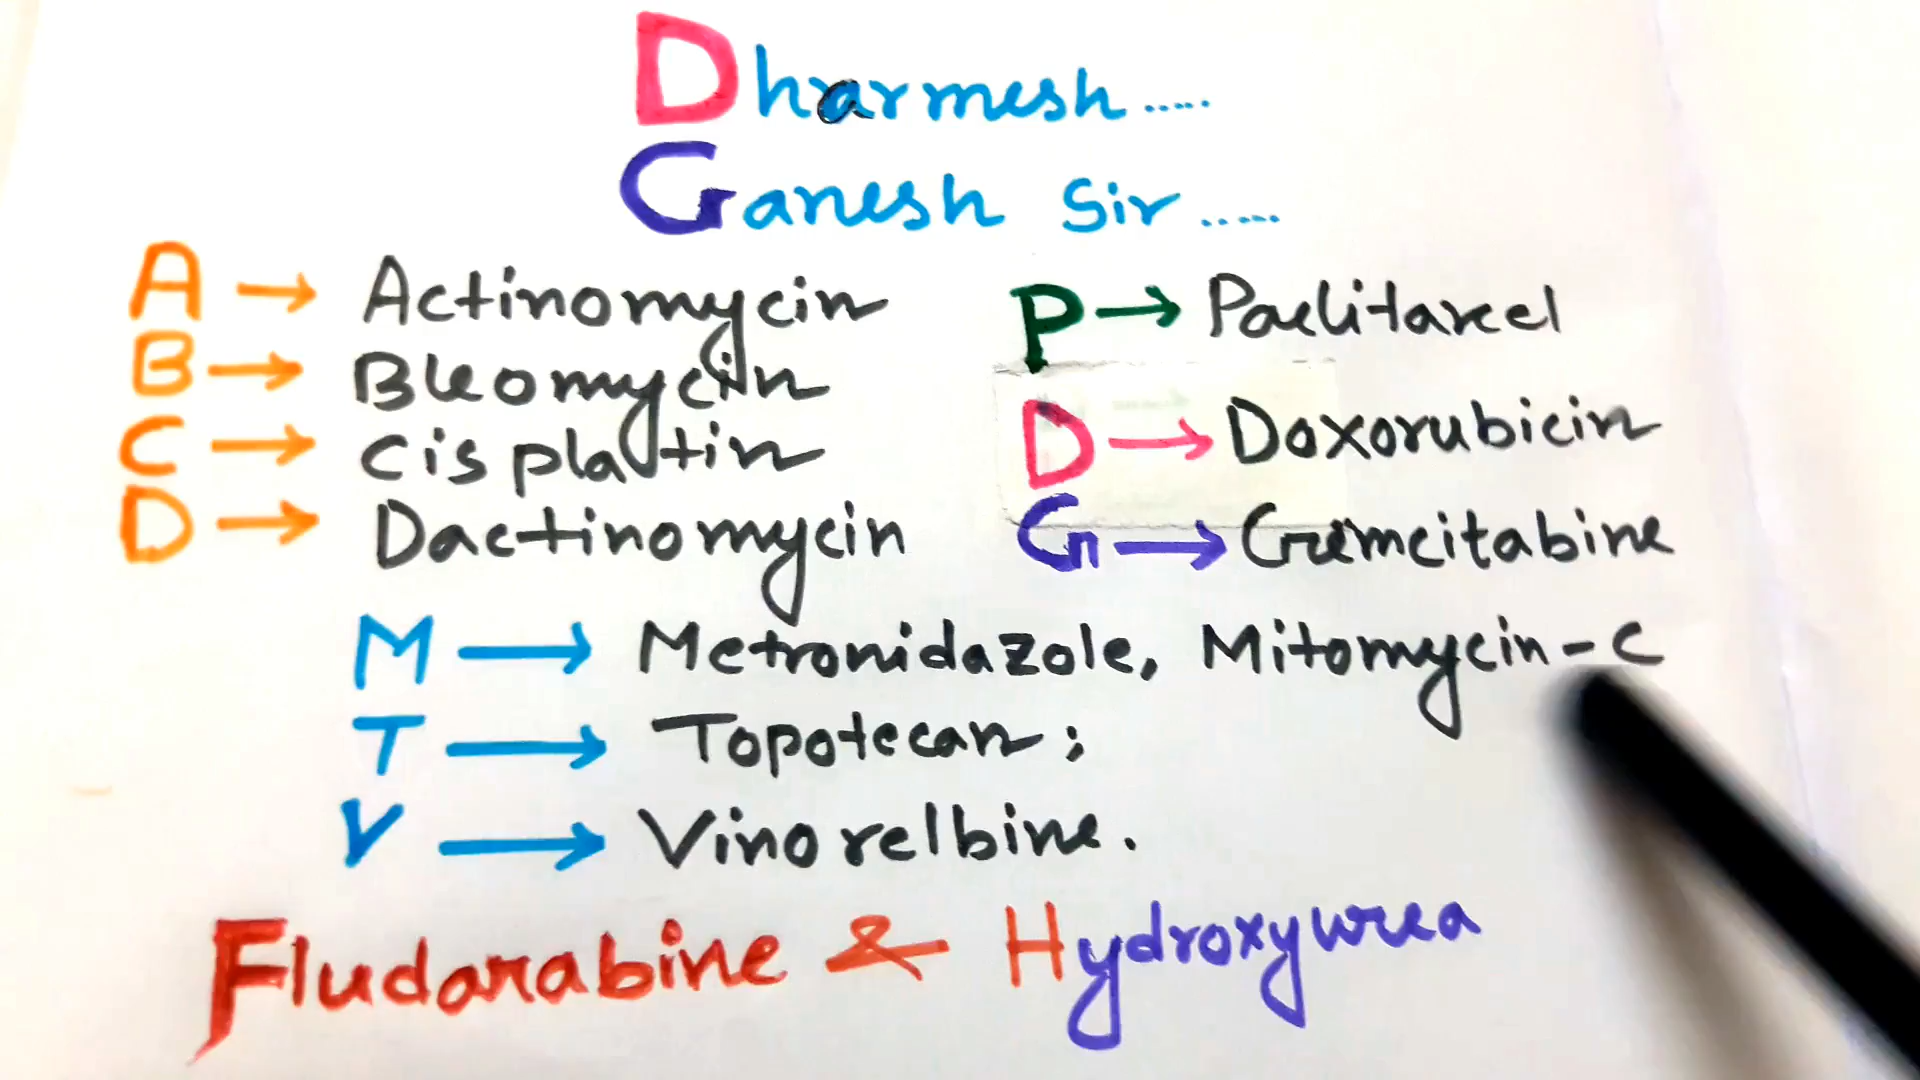 Dharmesh.....
Ganesh Sir.....
A → Actinomycin
B → Bleomycin
C → Cisplatin
D → Dactinomycin
P → Paclitaxel
D → Doxorubicin
G → Gemcitabine
M → Metronidazole, Mitomycin-C
T → Topotecan;
V → Vinorelbine.
Fludarabine & Hydroxyurea